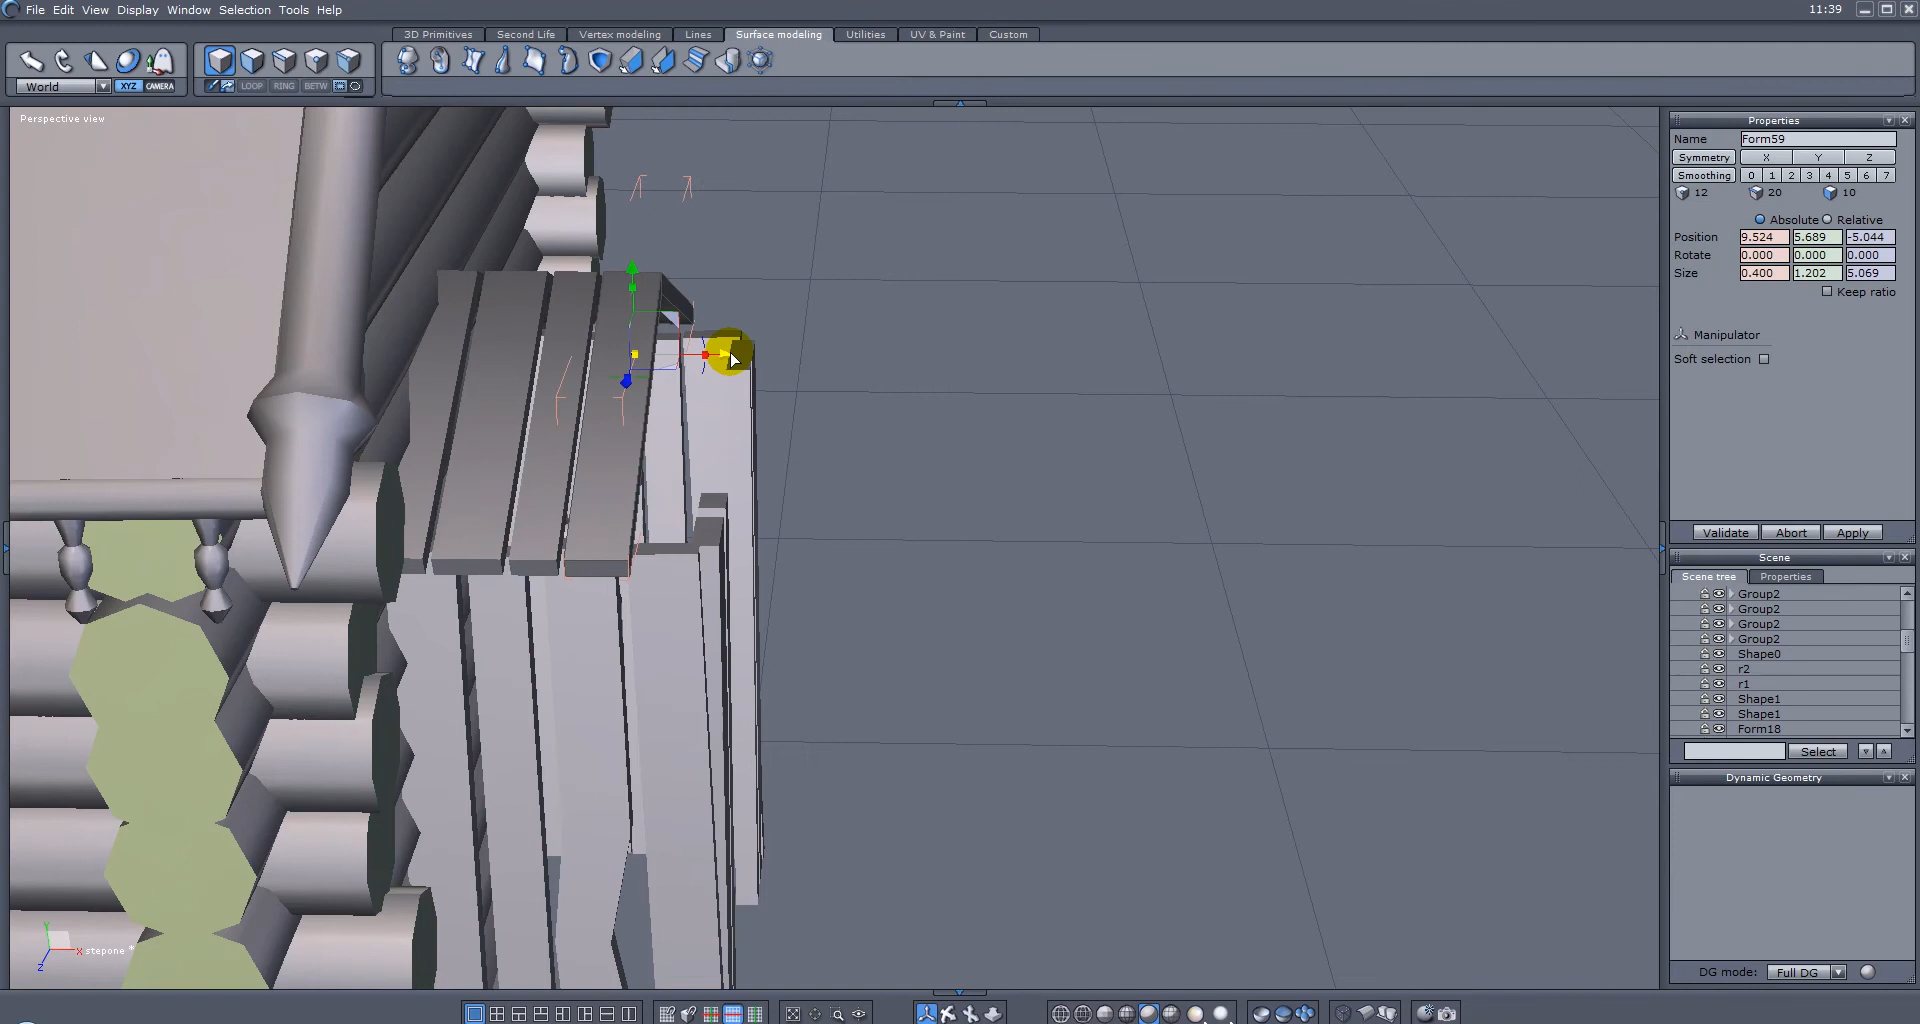 File Edit View Display Window Selection Tools Help 11:39
3D Primitives Second Life Vertex modeling Lines Surface modeling Utilities UV & Paint Custom
World XYZ CAMERA LOOP RING BETW
Perspective view
Properties
Name Form59
Symmetry X Y Z
Smoothing 0 1 2 3 4 5 6 7
12 20 10
Absolute Relative
Position 9.524 5.689 -5.044
Rotate 0.000 0.000 0.000
Size 0.400 1.202 5.069
Keep ratio
Manipulator
Soft selection
Validate Abort Apply
Scene
Scene tree Properties
Group2
Group2
Group2
Group2
Shape0
r2
r1
Shape1
Shape1
Form18
Select
Dynamic Geometry
DG mode: Full DG
Y
X stepone *
Z